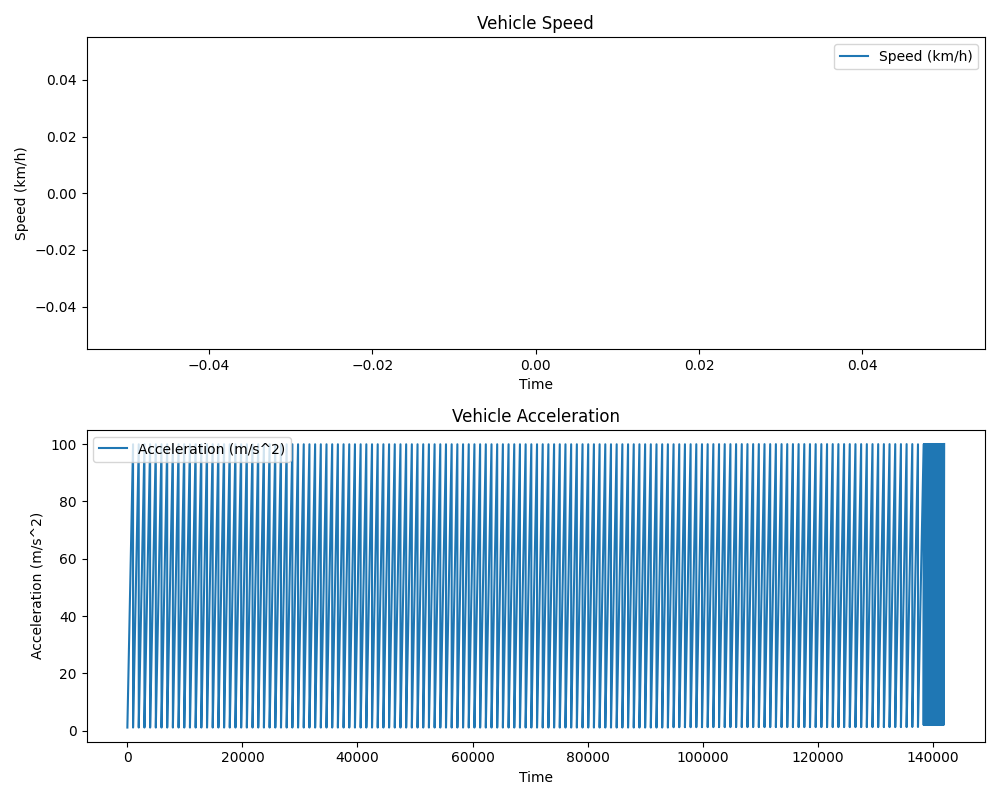 Vehicle Speed
Speed (km/h)
0.04
0.02
0.00
−0.02
−0.04
Speed (km/h)
−0.04 −0.02 0.00 0.02 0.04
Time
Vehicle Acceleration
Acceleration (m/s^2)
100
80
60
40
20
0
Acceleration (m/s^2)
0 20000 40000 60000 80000 100000 120000 140000
Time